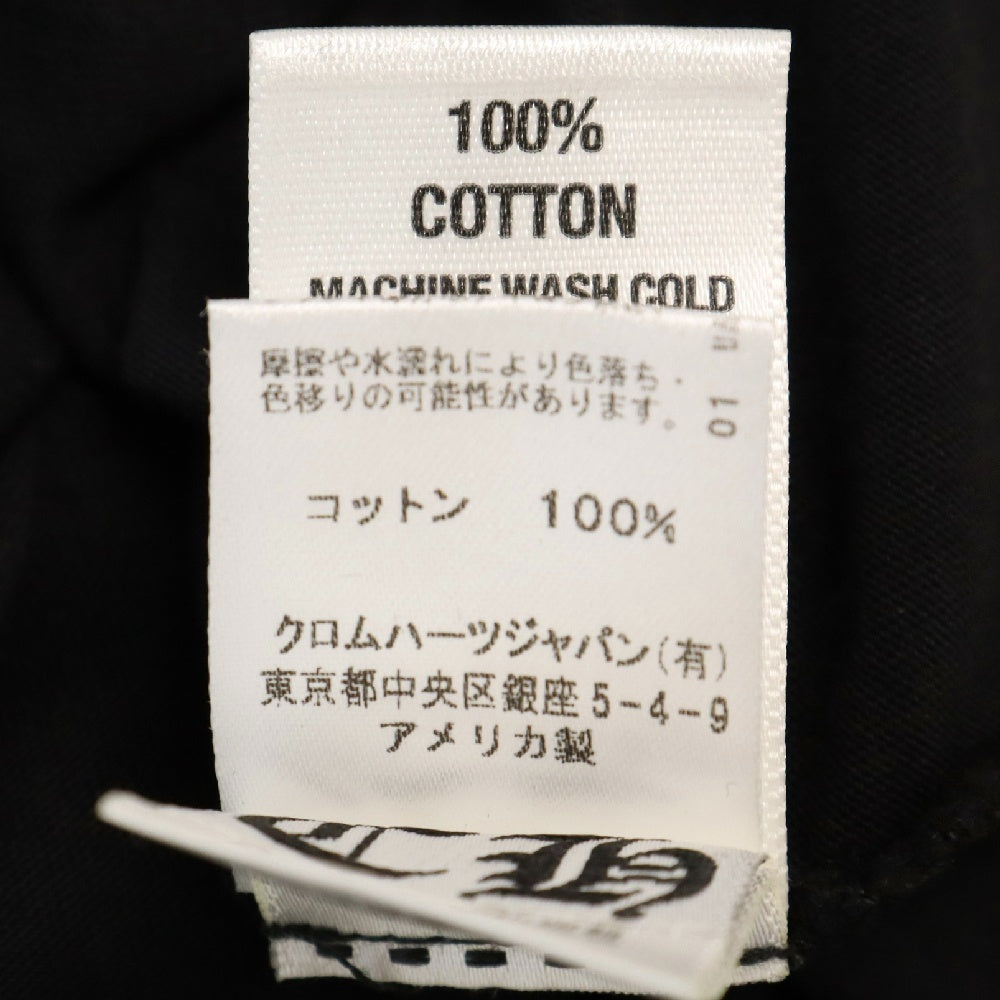 100%
COTTON
MACHINE WASH COLD
摩擦や水濡れにより色落ち・
色移りの可能性があります。
01
コットン 100%
クロムハーツジャパン(有)
東京都中央区銀座5-4-9
アメリカ製